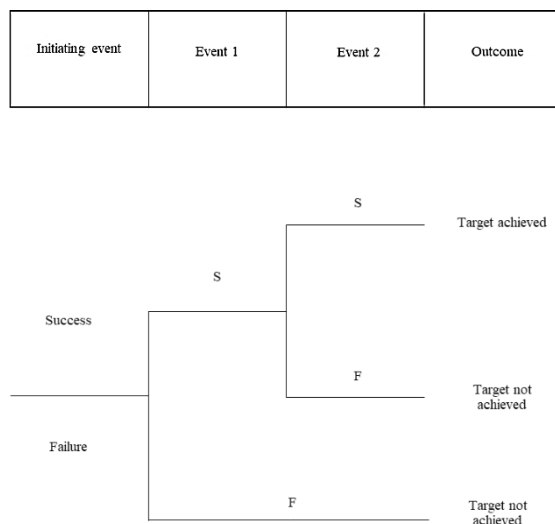 Initiating event
Event 1
Event 2
Outcome
S
Target achieved
S
Success
F
Target not
achieved
Failure
F
Target not
achieved